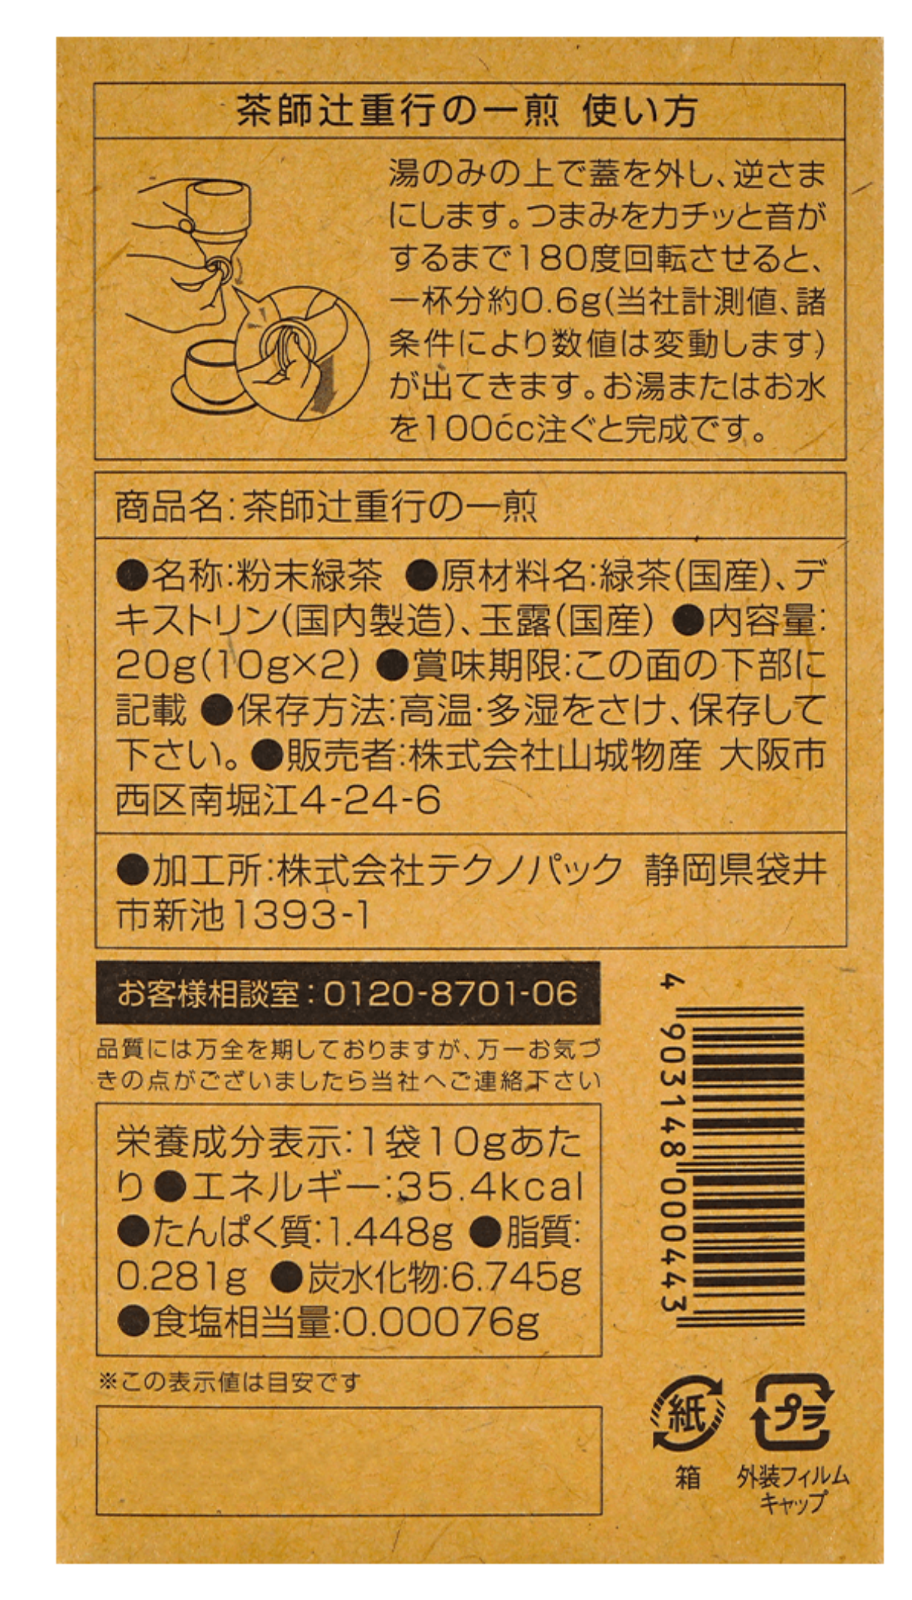 茶師辻重行の一煎 使い方
湯のみの上で蓋を外し、逆さま
にします。つまみをカチッと音が
するまで180度回転させると、
一杯分約0.6g(当社計測値、諸
条件により数値は変動します)
が出てきます。お湯またはお水
を100cc注ぐと完成です。
商品名:茶師辻重行の一煎
●名称:粉末緑茶 ●原材料名:緑茶(国産)、デ
キストリン(国内製造)、玉露(国産) ●内容量:
20g(10g×2) ●賞味期限:この面の下部に
記載 ●保存方法:高温·多湿をさけ、保存して
下さい。●販売者:株式会社山城物産 大阪市
西区南堀江4-24-6
●加工所:株式会社テクノパック 静岡県袋井
市新池1393-1
お客様相談室:0120-8701-06
品質には万全を期しておりますが、万一お気づ
きの点がございましたら当社へご連絡下さい
栄養成分表示:1袋10gあた
り●エネルギー:35.4kcal
●たんぱく質:1.448g ●脂質:
0.281g ●炭水化物:6.745g
●食塩相当量:0.00076g
※この表示値は目安です
4 903148 000443
紙
箱
プラ
外装フィルム
キャップ